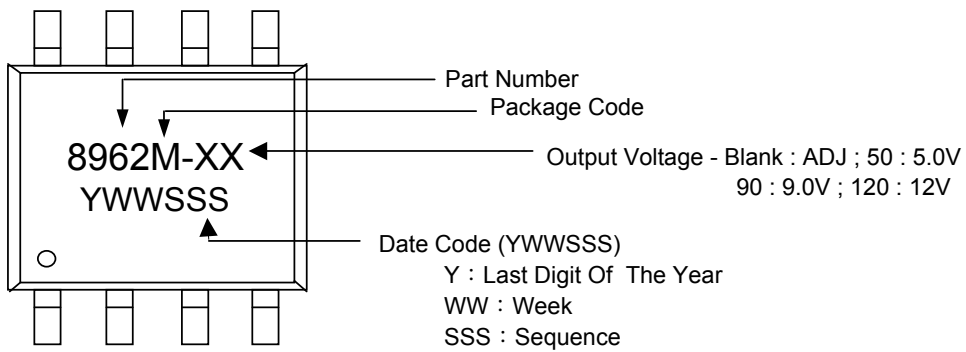 Part Number
Package Code
8962M-XX
Output Voltage - Blank : ADJ ; 50 : 5.0V
90 : 9.0V ; 120 : 12V
YWWSSS
Date Code (YWWSSS)
Y：Last Digit Of The Year
WW：Week
SSS：Sequence